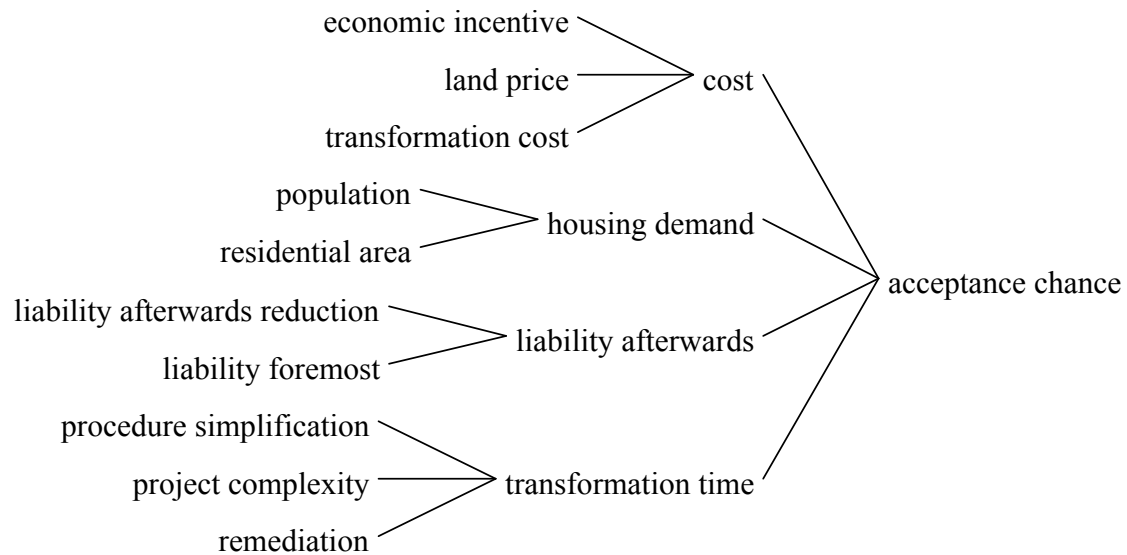 economic incentive
land price
cost
transformation cost
population
housing demand
residential area
acceptance chance
liability afterwards reduction
liability afterwards
liability foremost
procedure simplification
project complexity
transformation time
remediation